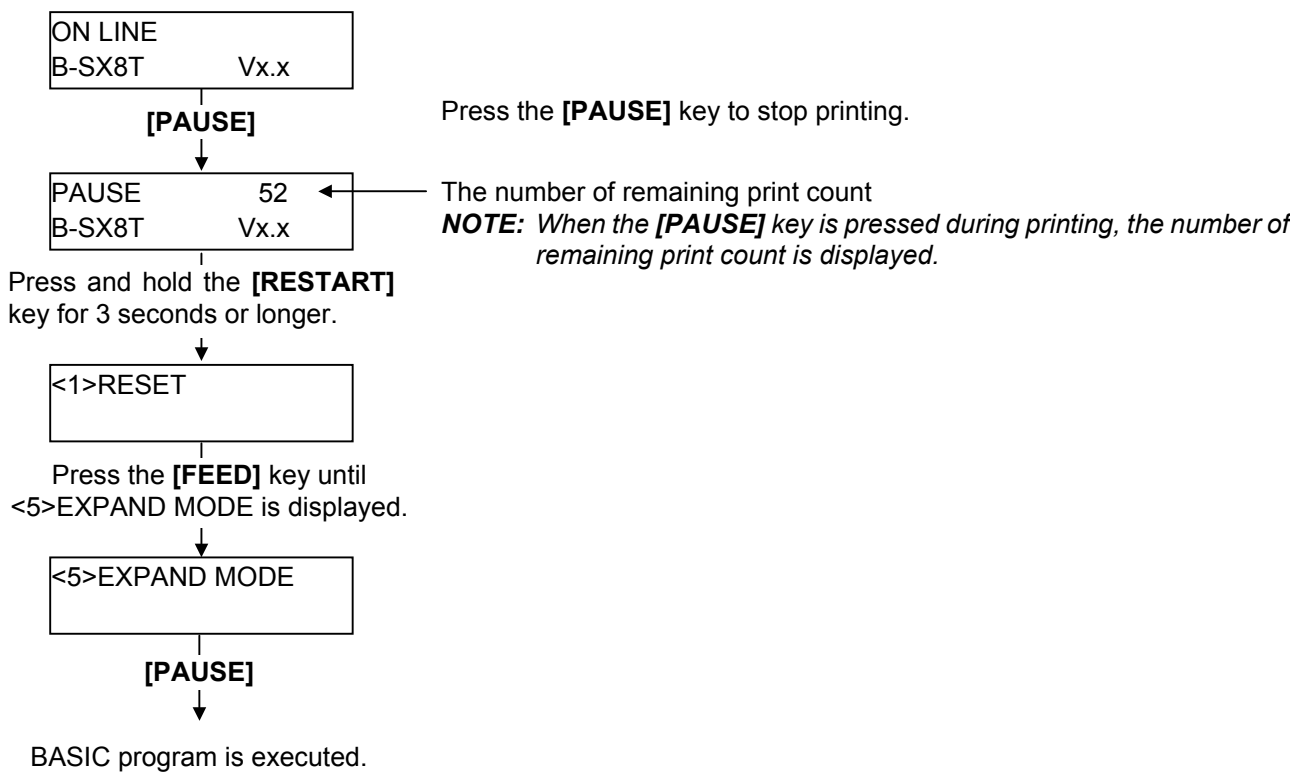 ON LINE
B-SX8T Vx.x
[PAUSE]
Press the [PAUSE] key to stop printing.
PAUSE 52
B-SX8T Vx.x
The number of remaining print count
NOTE: When the [PAUSE] key is pressed during printing, the number of
remaining print count is displayed.
Press and hold the [RESTART]
key for 3 seconds or longer.
<1>RESET
Press the [FEED] key until
<5>EXPAND MODE is displayed.
<5>EXPAND MODE
[PAUSE]
BASIC program is executed.